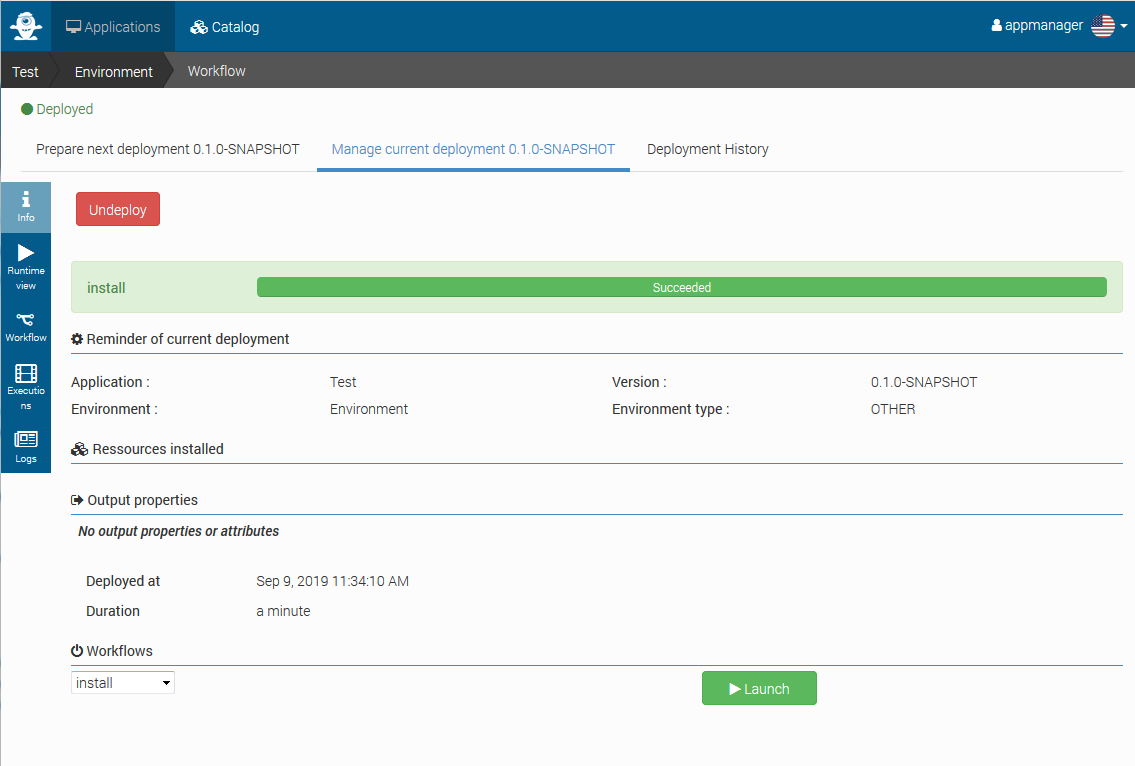 Applications
Catalog
appmanager
Test
Environment
Workflow
Deployed
Prepare next deployment 0.1.0-SNAPSHOT
Manage current deployment 0.1.0-SNAPSHOT
Deployment History
Info
Runtime
view
Workflow
Executio
ns
Logs
Undeploy
install
Succeeded
Reminder of current deployment
Application :
Test
Version :
0.1.0-SNAPSHOT
Environment :
Environment
Environment type :
OTHER
Ressources installed
Output properties
No output properties or attributes
Deployed at
Sep 9, 2019 11:34:10 AM
Duration
a minute
Workflows
install
Launch